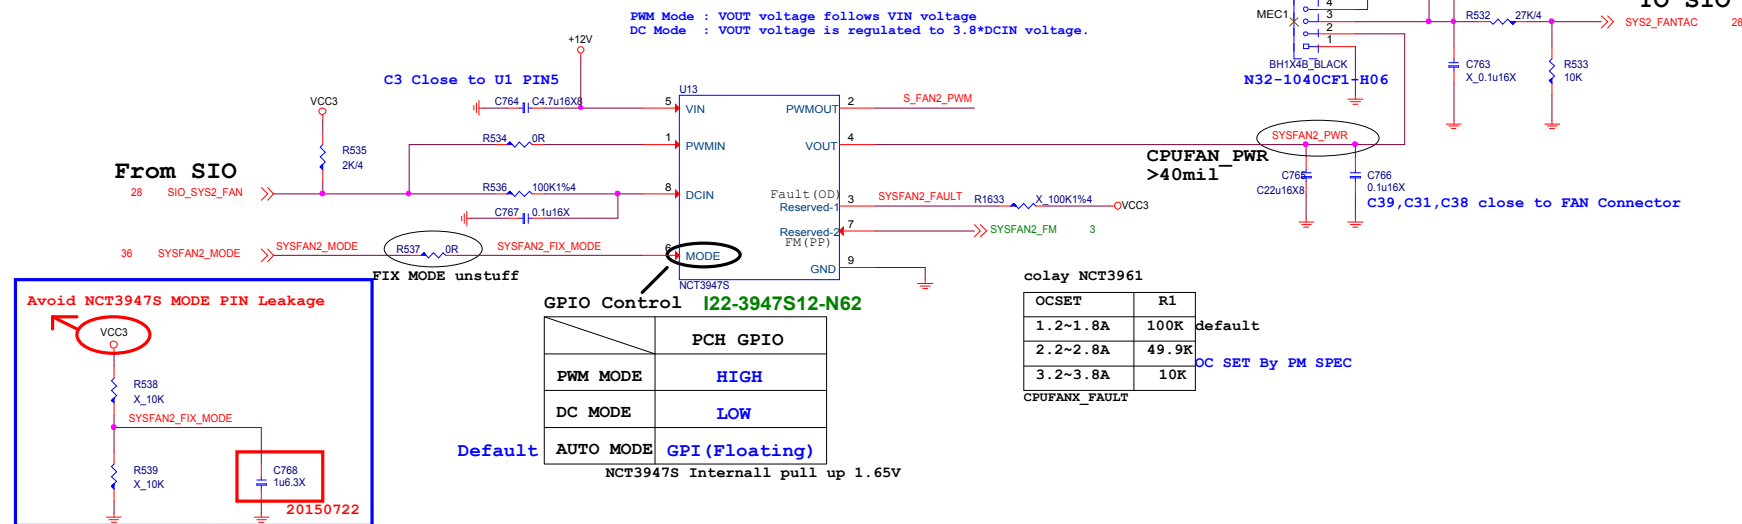 PWM Mode : VOUT voltage follows VIN voltage
DC Mode : VOUT voltage is regulated to 3.8*DCIN voltage.
4
MEC1
3
2
1
BH1X4B_BLACK
N32-1040CF1-H06
R532
27K/4
SYS2_FANTAC
28
C763
X_0.1u16X
R533
10K
+12V
C3 Close to U1 PIN5
C764
C4.7u16X8
VCC3
R535
2K/4
From SIO
28
SIO_SYS2_FAN
R534
0R
R536
100K1%4
C767
0.1u16X
36
SYSFAN2_MODE
SYSFAN2_MODE
R537
0R
SYSFAN2_FIX_MODE
FIX MODE unstuff
U13
5
VIN
1
PWMIN
8
DCIN
6
MODE
PWMOUT
2
VOUT
4
Fault(OD)
Reserved-1
3
Reserved-2
7
FM(PP)
GND
9
NCT3947S
S_FAN2_PWM
SYSFAN2_FAULT
R1633
X_100K1%4
VCC3
SYSFAN2_FM
3
CPUFAN_PWR
>40mil
SYSFAN2_PWR
C765
C22u16X8
C766
0.1u16X
C39,C31,C38 close to FAN Connector
Avoid NCT3947S MODE PIN Leakage
VCC3
R538
X_10K
SYSFAN2_FIX_MODE
R539
X_10K
C768
1u6.3X
20150722
GPIO Control
I22-3947S12-N62
PCH GPIO
PWM MODE
HIGH
DC MODE
LOW
Default
AUTO MODE
GPI(Floating)
NCT3947S Internall pull up 1.65V
colay NCT3961
OCSET
R1
1.2~1.8A
100K
default
2.2~2.8A
49.9K
OC SET By PM SPEC
3.2~3.8A
10K
CPUFANX_FAULT